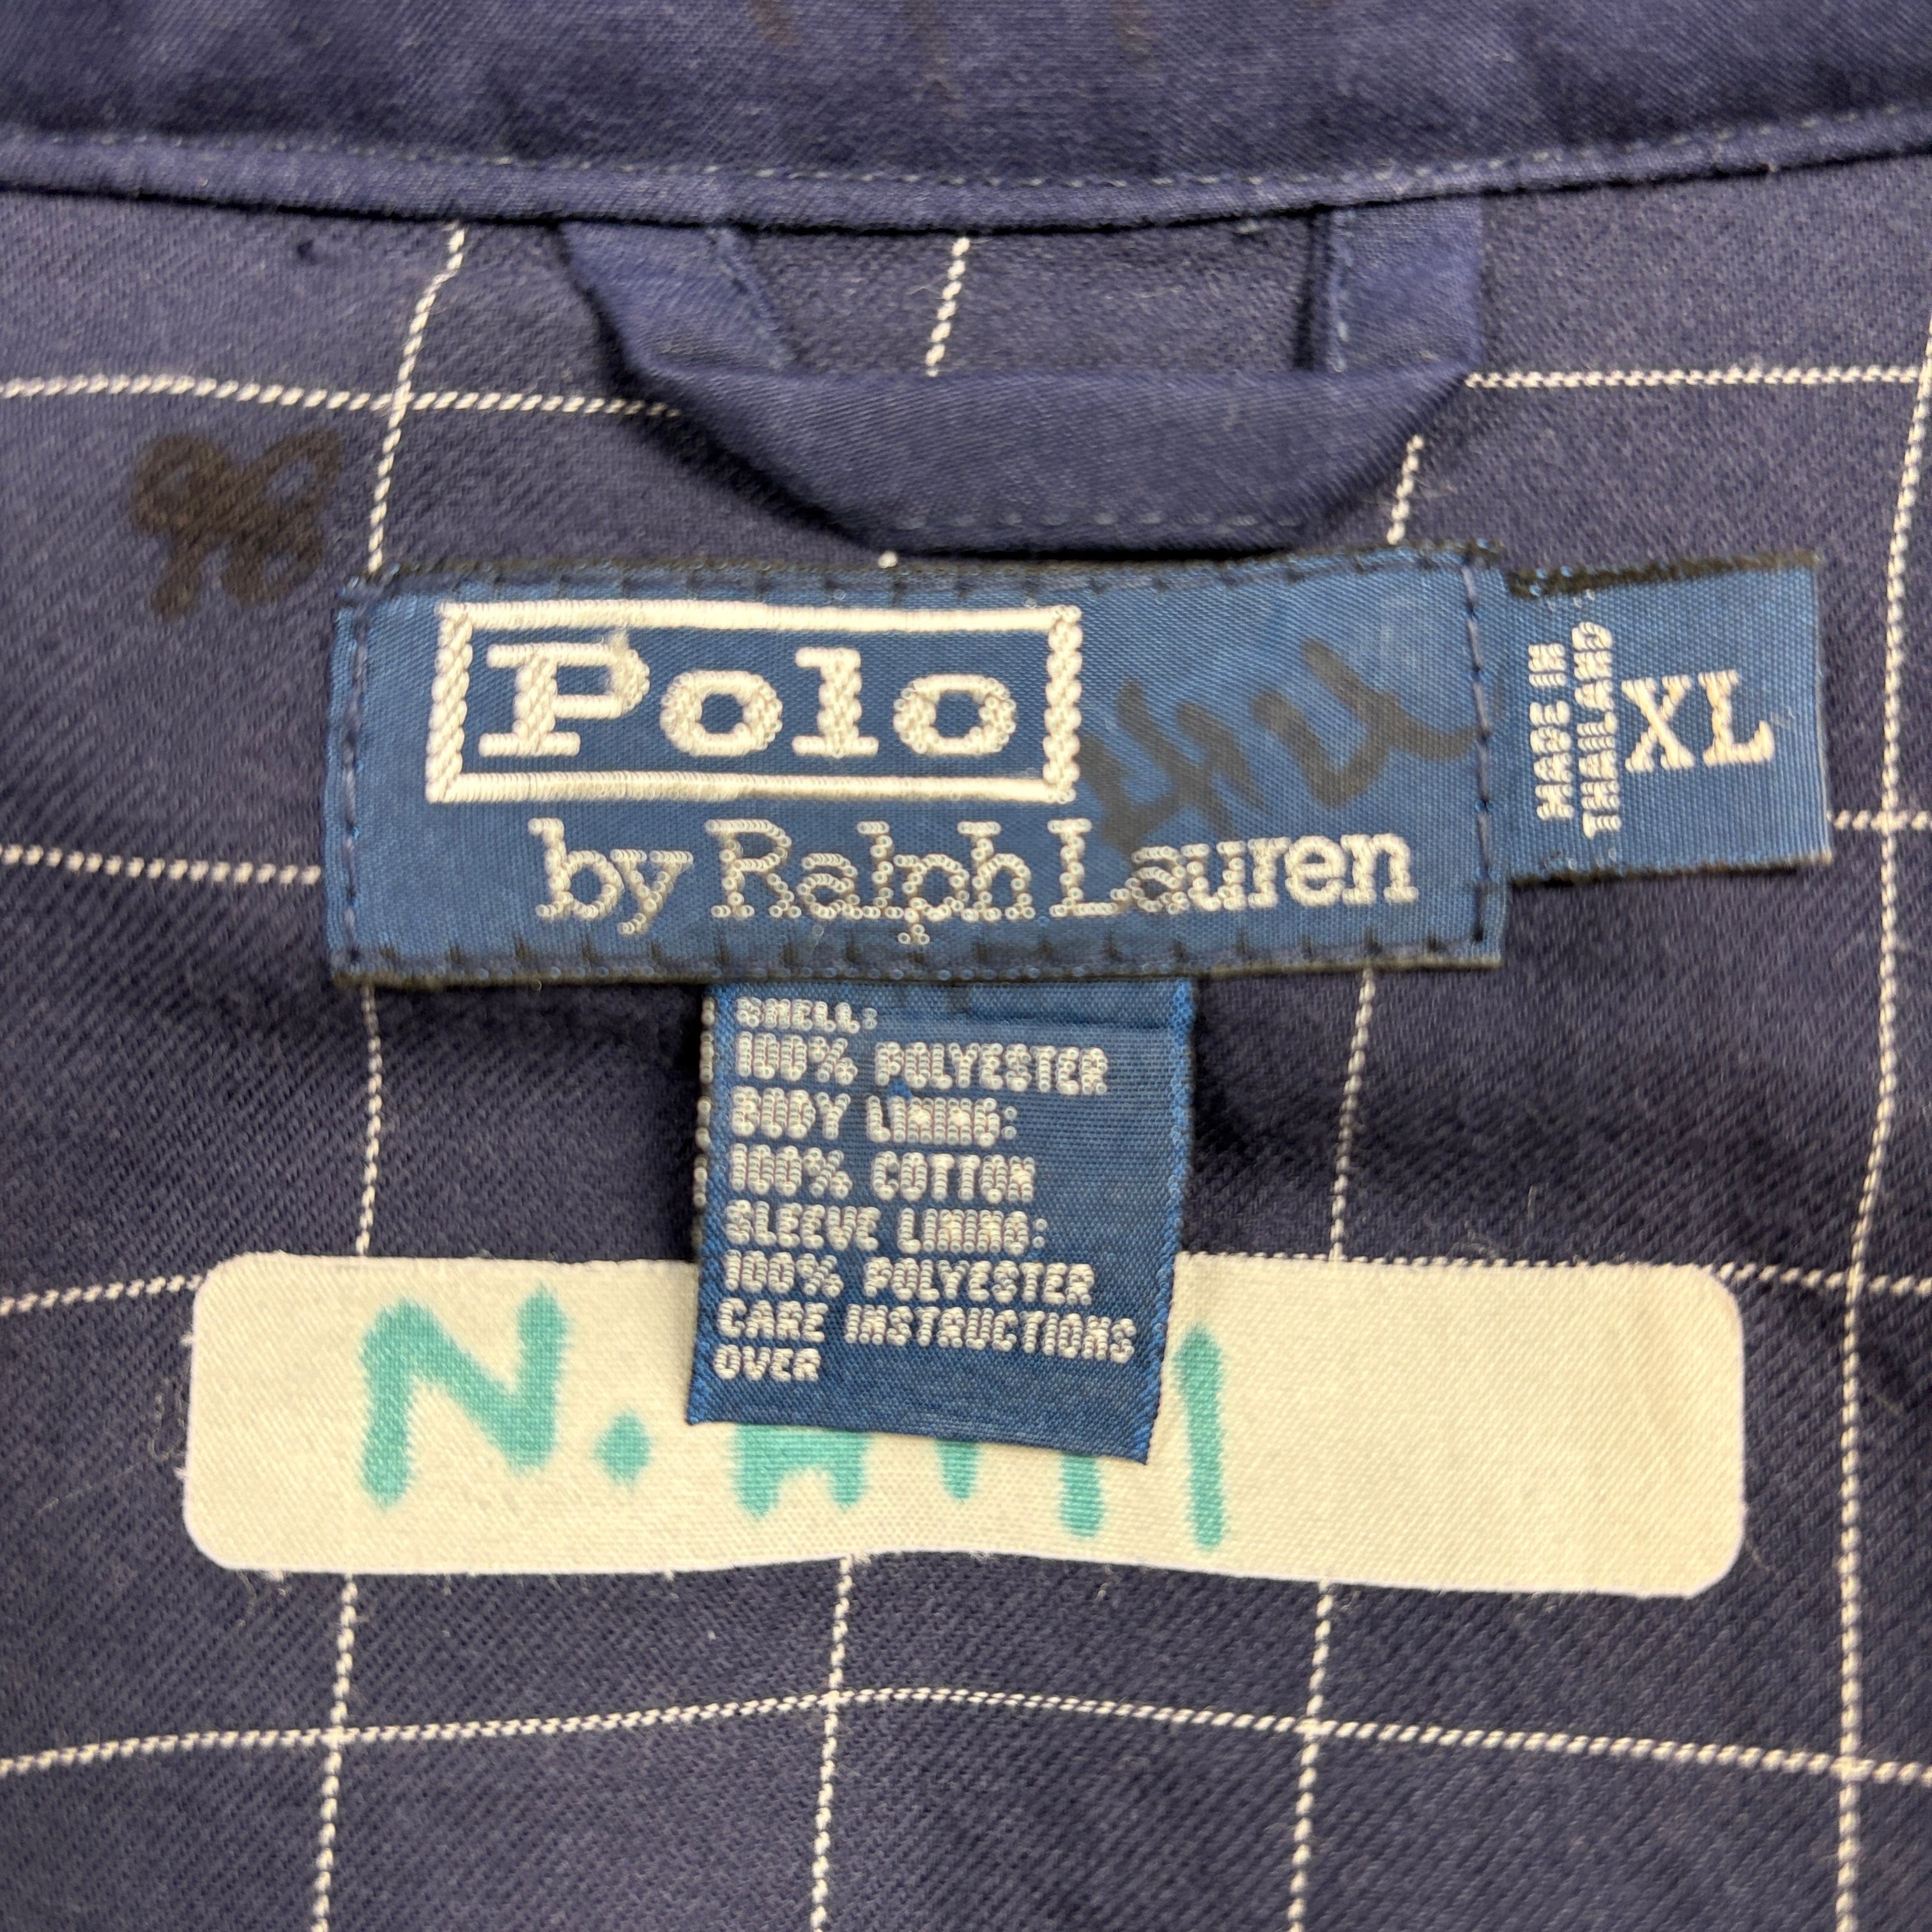 Polo
by Ralph Lauren
MADE IN
THAILAND
XL
SHELL:
100% POLYESTER
BODY LINING:
100% COTTON
SLEEVE LINING:
100% POLYESTER
CARE INSTRUCTIONS
OVER
N.